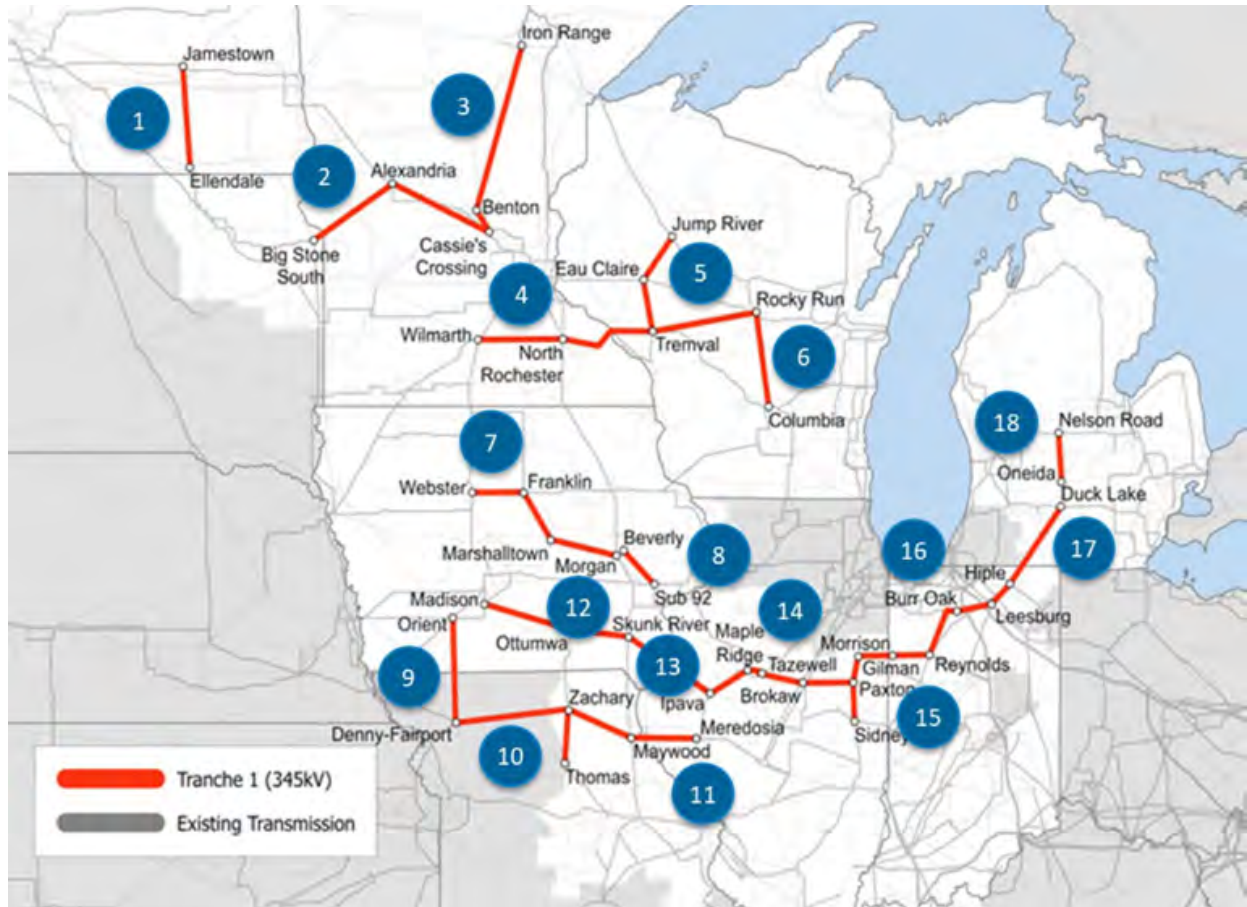 Iron Range
Jamestown
3
1
Alexandria
2
Ellendale
Benton
Jump River
Big Stone
South
Cassie's
Crossing
Eau Claire
5
4
Rocky Run
Wilmarth
North
Rochester
Tremval
6
Columbia
18
Nelson Road
7
Oneida
Webster
Franklin
Duck Lake
Beverly
Marshalltown
Morgan
8
16
17
Hiple
Sub 92
Madison
12
14
Burr Oak
Leesburg
Orient
Skunk River
Ottumwa
Maple
Ridge
Morrison
13
Tazewell
Gilman
Reynolds
9
Brokaw
Paxton
Zachary
Ipava
15
Denny-Fairport
Meredosia
Sidney
10
Maywood
Thomas
11
Tranche 1 (345kV)
Existing Transmission